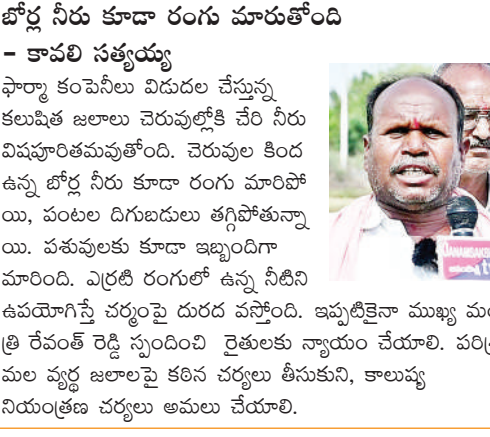 బోర్ల నీరు కూడా రంగు మారుతోంది
- కావలి సత్యయ్య
ఫార్మా కంపెనీలు విడుదల చేస్తున్న
కలుషిత జలాలు చెరువుల్లోకి చేరి నీరు
విషపూరితమవుతోంది. చెరువుల కింద
ఉన్న బోర్ల నీరు కూడా రంగు మారిపో
యి, పంటల దిగుబడులు తగ్గిపోతున్నా
యి. పశువులకు కూడా ఇబ్బందిగా
మారింది. ఎర్రటి రంగులో ఉన్న నీటిని
ఉపయోగిస్తే చర్మంపై దురద వస్తోంది. ఇప్పటికైనా ముఖ్య మం
త్రి రేవంత్ రెడ్డి స్పందించి రైతులకు న్యాయం చేయాలి. పరిశ్ర
మల వ్యర్థ జలాలపై కఠిన చర్యలు తీసుకుని, కాలుష్య
నియంత్రణ చర్యలు అమలు చేయాలి.